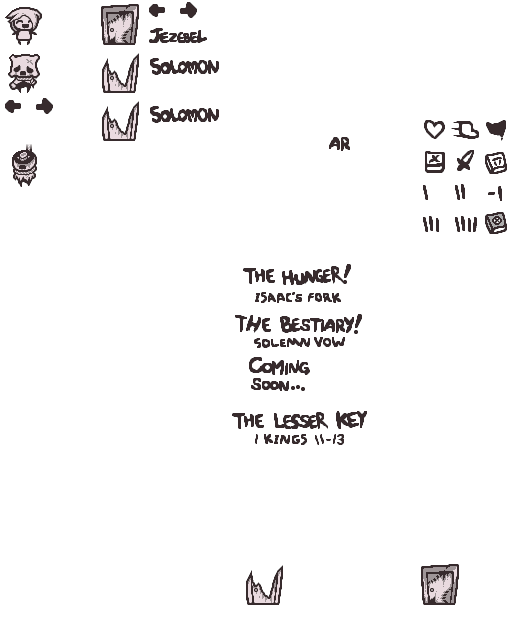 JEZEBEL
SOLOMON
SOLOMON
AR
THE HUNGER!
ISAAC'S FORK
THE BESTIARY!
SOLEMN VOW
COMING
SOON...
THE LESSER KEY
1 KINGS 11-13